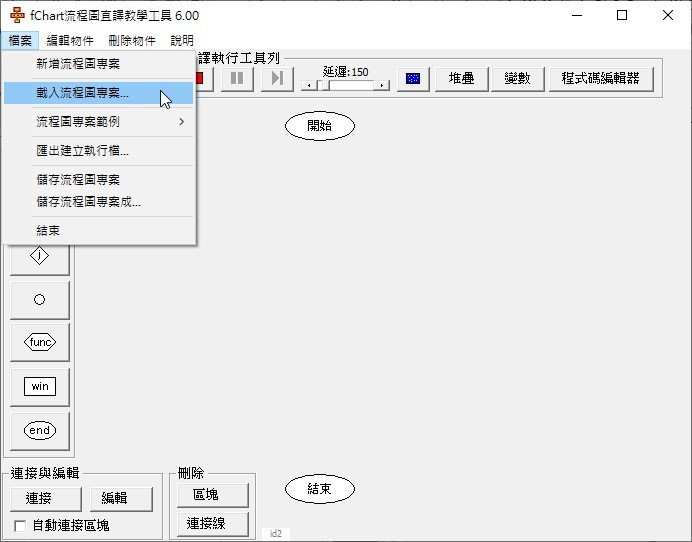 fChart流程圖直譯教學工具 6.00
檔案 編輯物件 刪除物件 說明
譯執行工具列
新增流程圖專案
載入流程圖專案...
流程圖專案範例
匯出建立執行檔...
儲存流程圖專案
儲存流程圖專案成...
結束
延遲:150
堆疊 變數 程式碼編輯器
開始
i
func
win
end
連接與編輯
連接 編輯
自動連接區塊
刪除
區塊
連接線
結束
id2